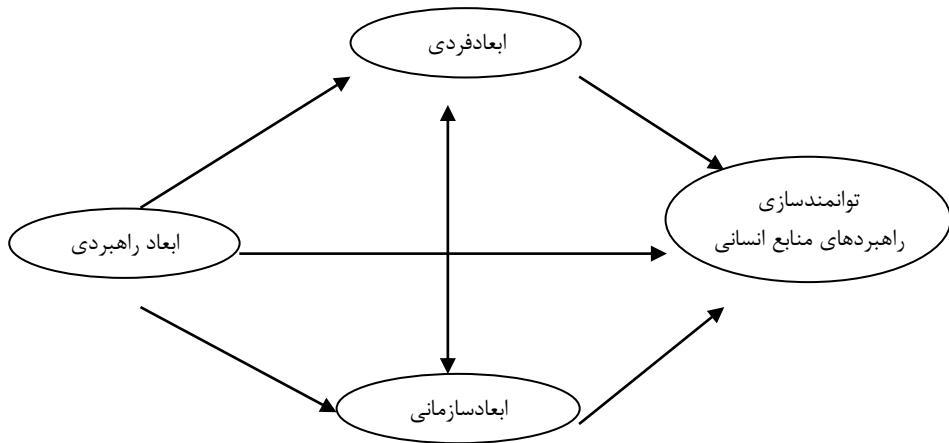 ابعادفردی
توانمندسازی
راهبردهای منابع انسانی
ابعاد راهبردی
ابعادسازمانی